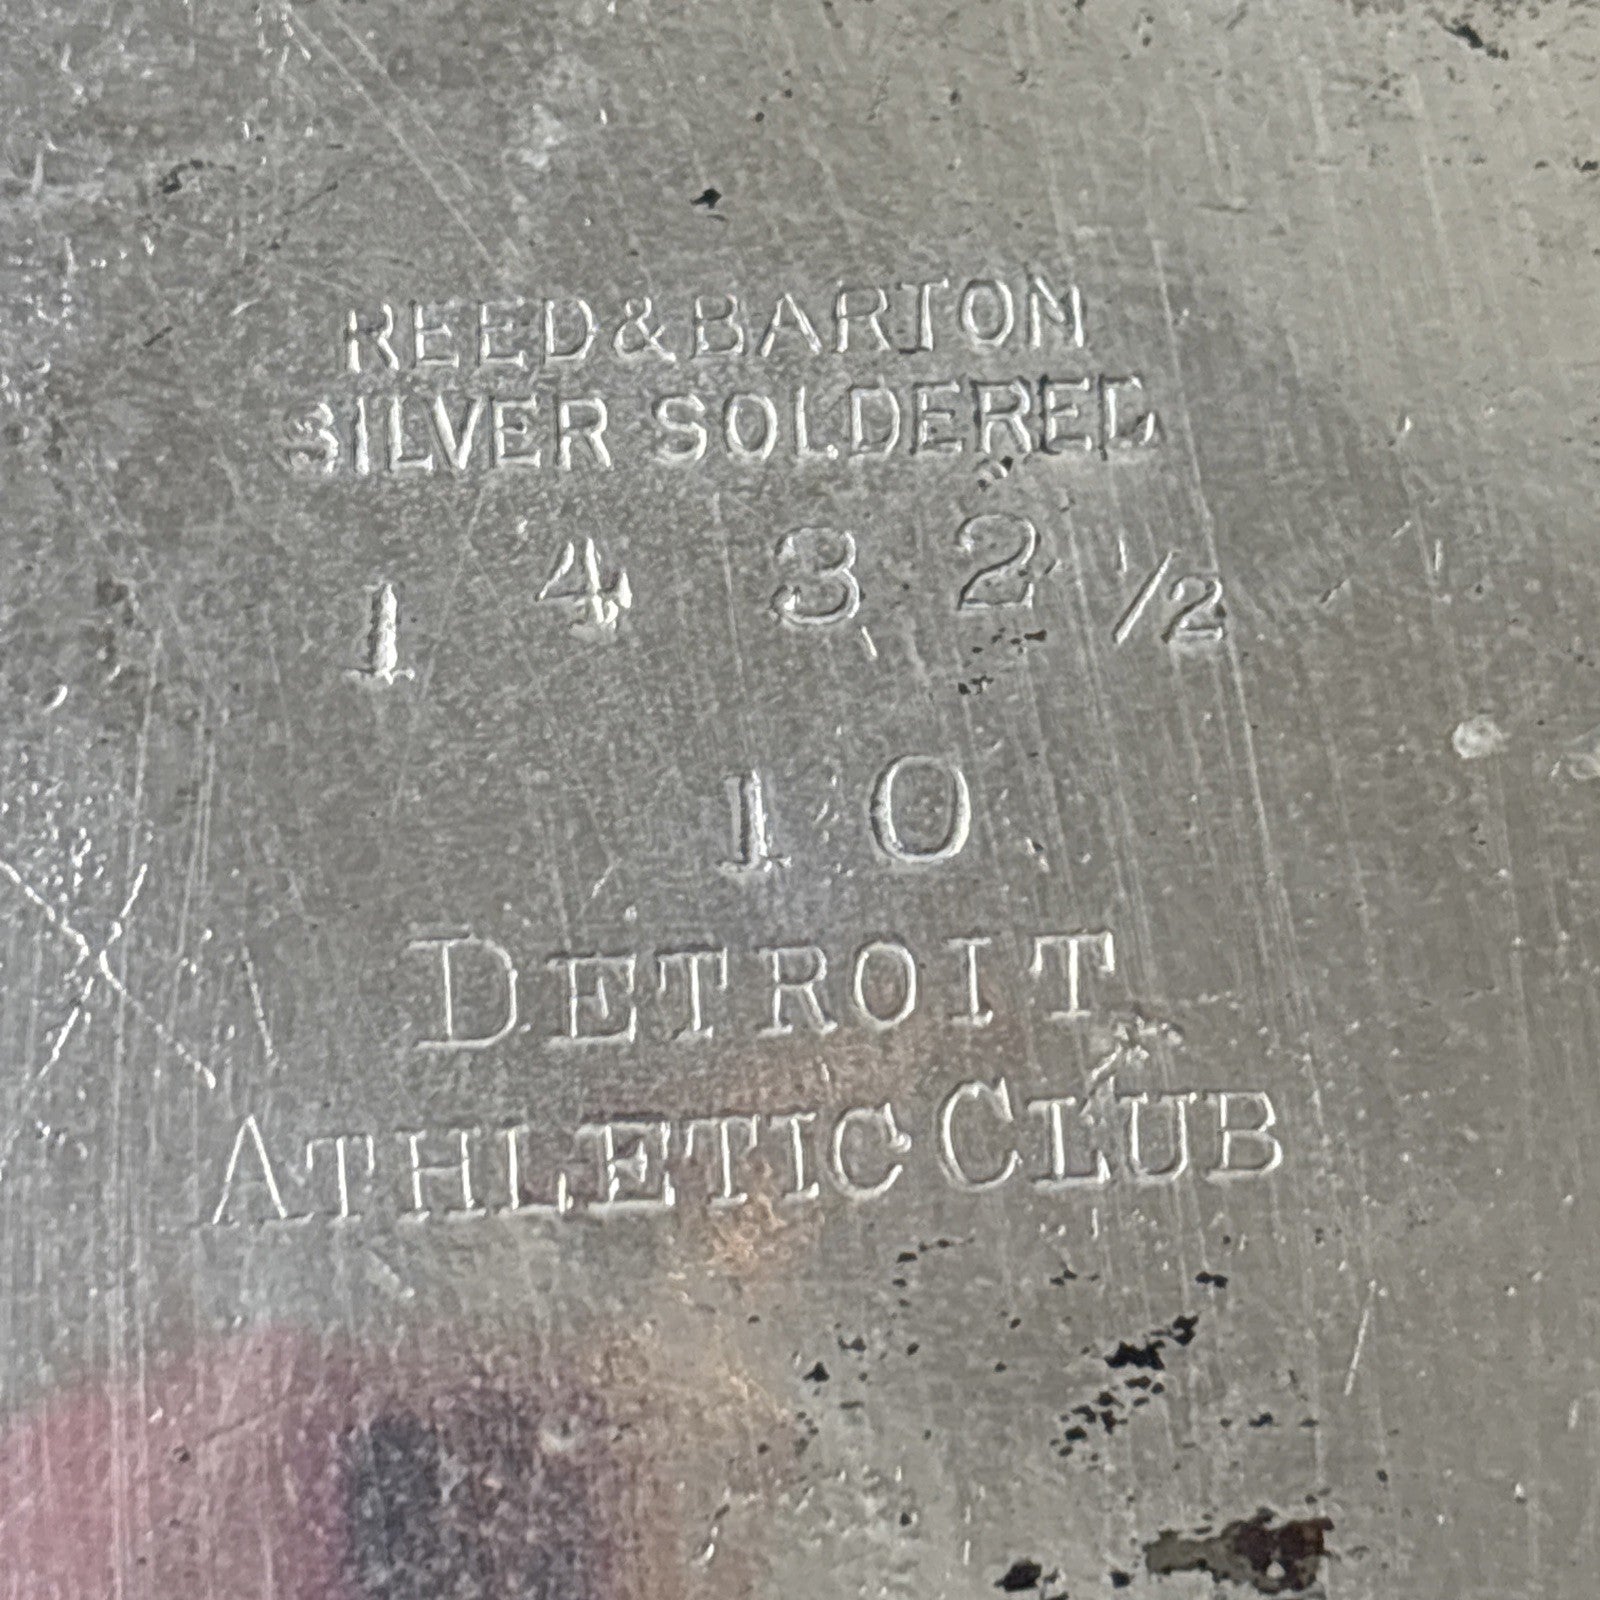 REED & BARTON
SILVER SOLDERED
1432½
10
DETROIT
ATHLETIC CLUB